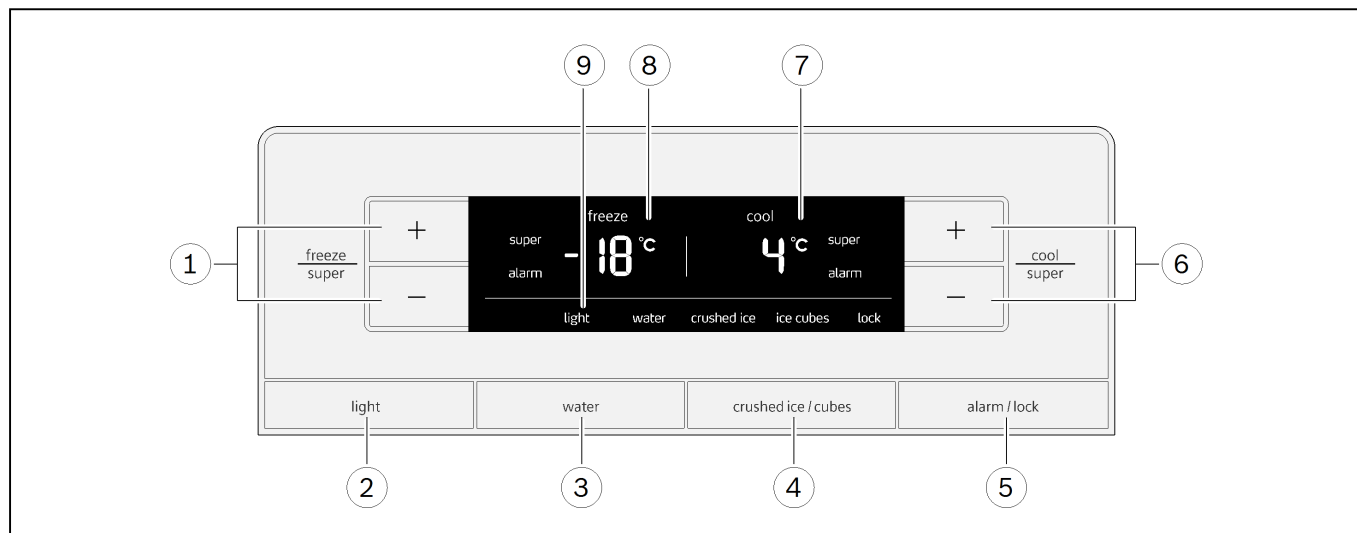 9 8 7
freeze cool
+ super -18 °C 4 °C super +
1 freeze super cool super 6
− alarm alarm −
light water crushed ice ice cubes lock
light water crushed ice / cubes alarm / lock
2 3 4 5